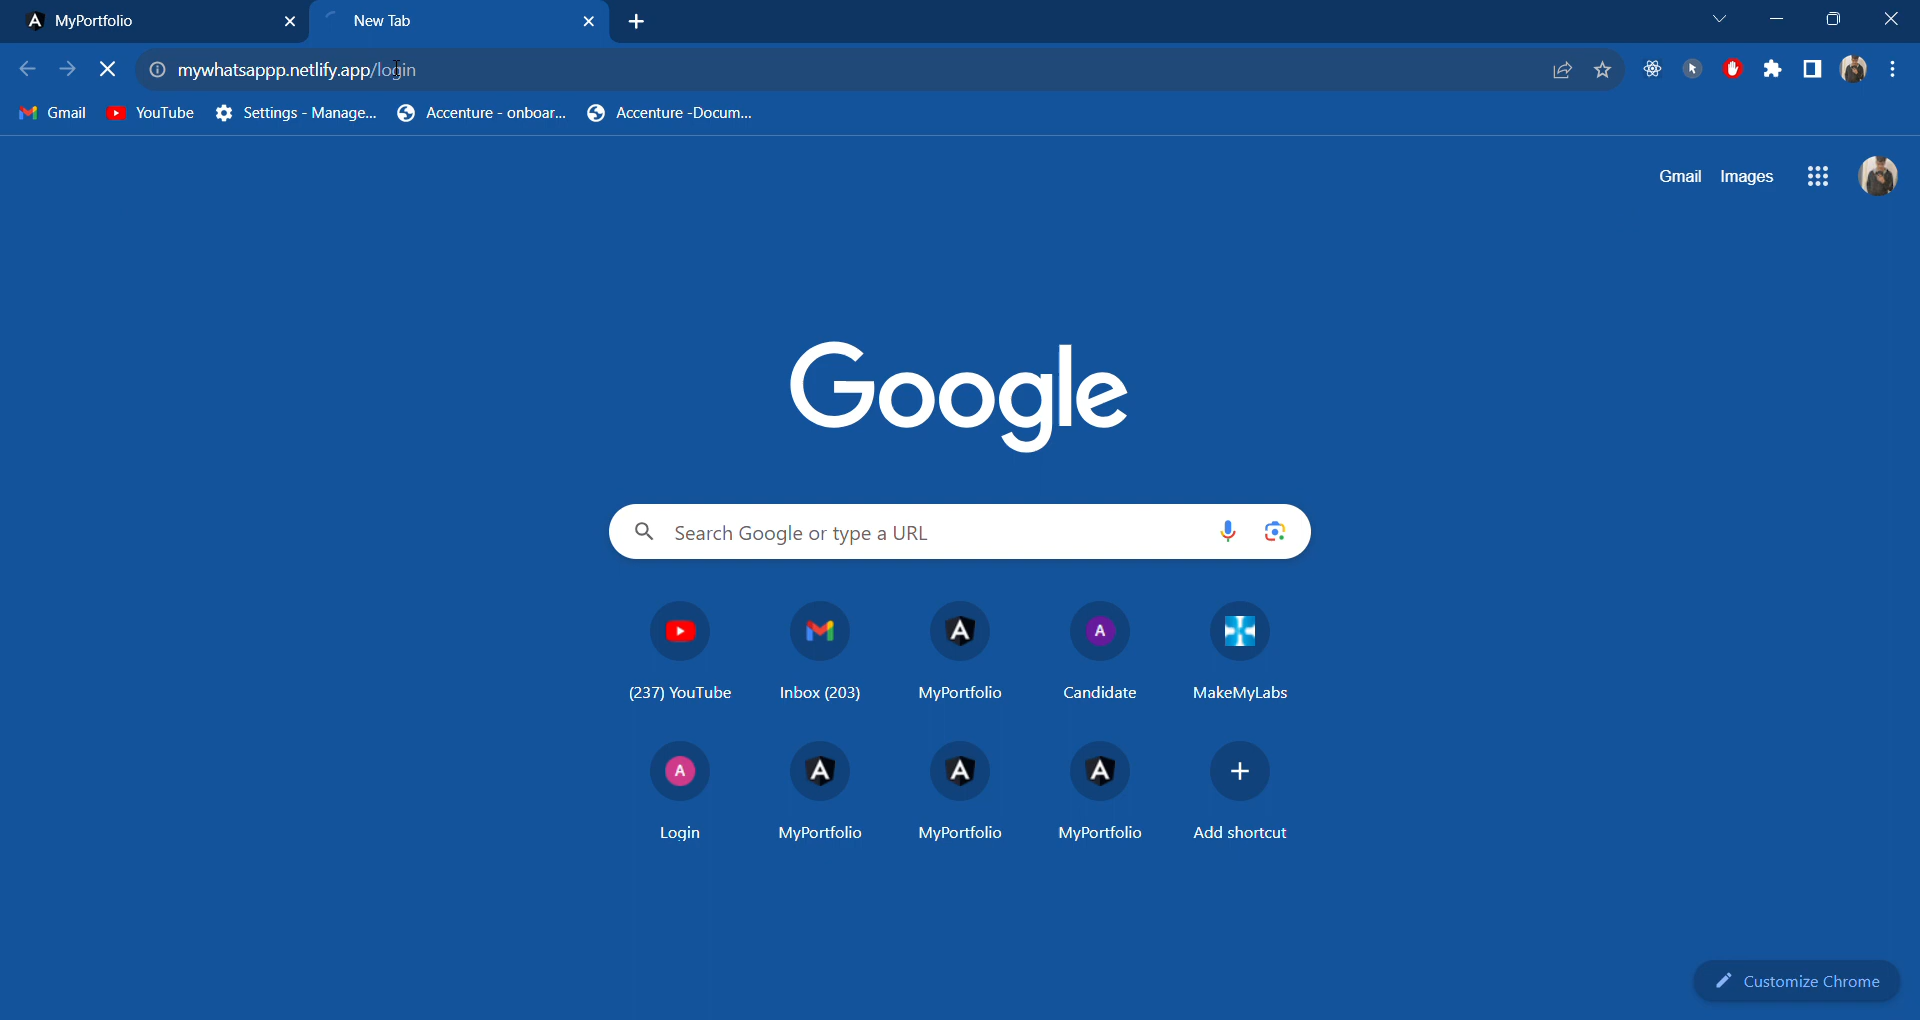 MyPortfolio
New Tab
mywhatsappp.netlify.app/login
Gmail
YouTube
Settings - Manage...
Accenture - onboar...
Accenture -Docum...
Gmail Images
Google
Search Google or type a URL
(237) YouTube
Inbox (203)
MyPortfolio
A
Candidate
MakeMyLabs
A
Login
MyPortfolio
MyPortfolio
MyPortfolio
Add shortcut
Customize Chrome